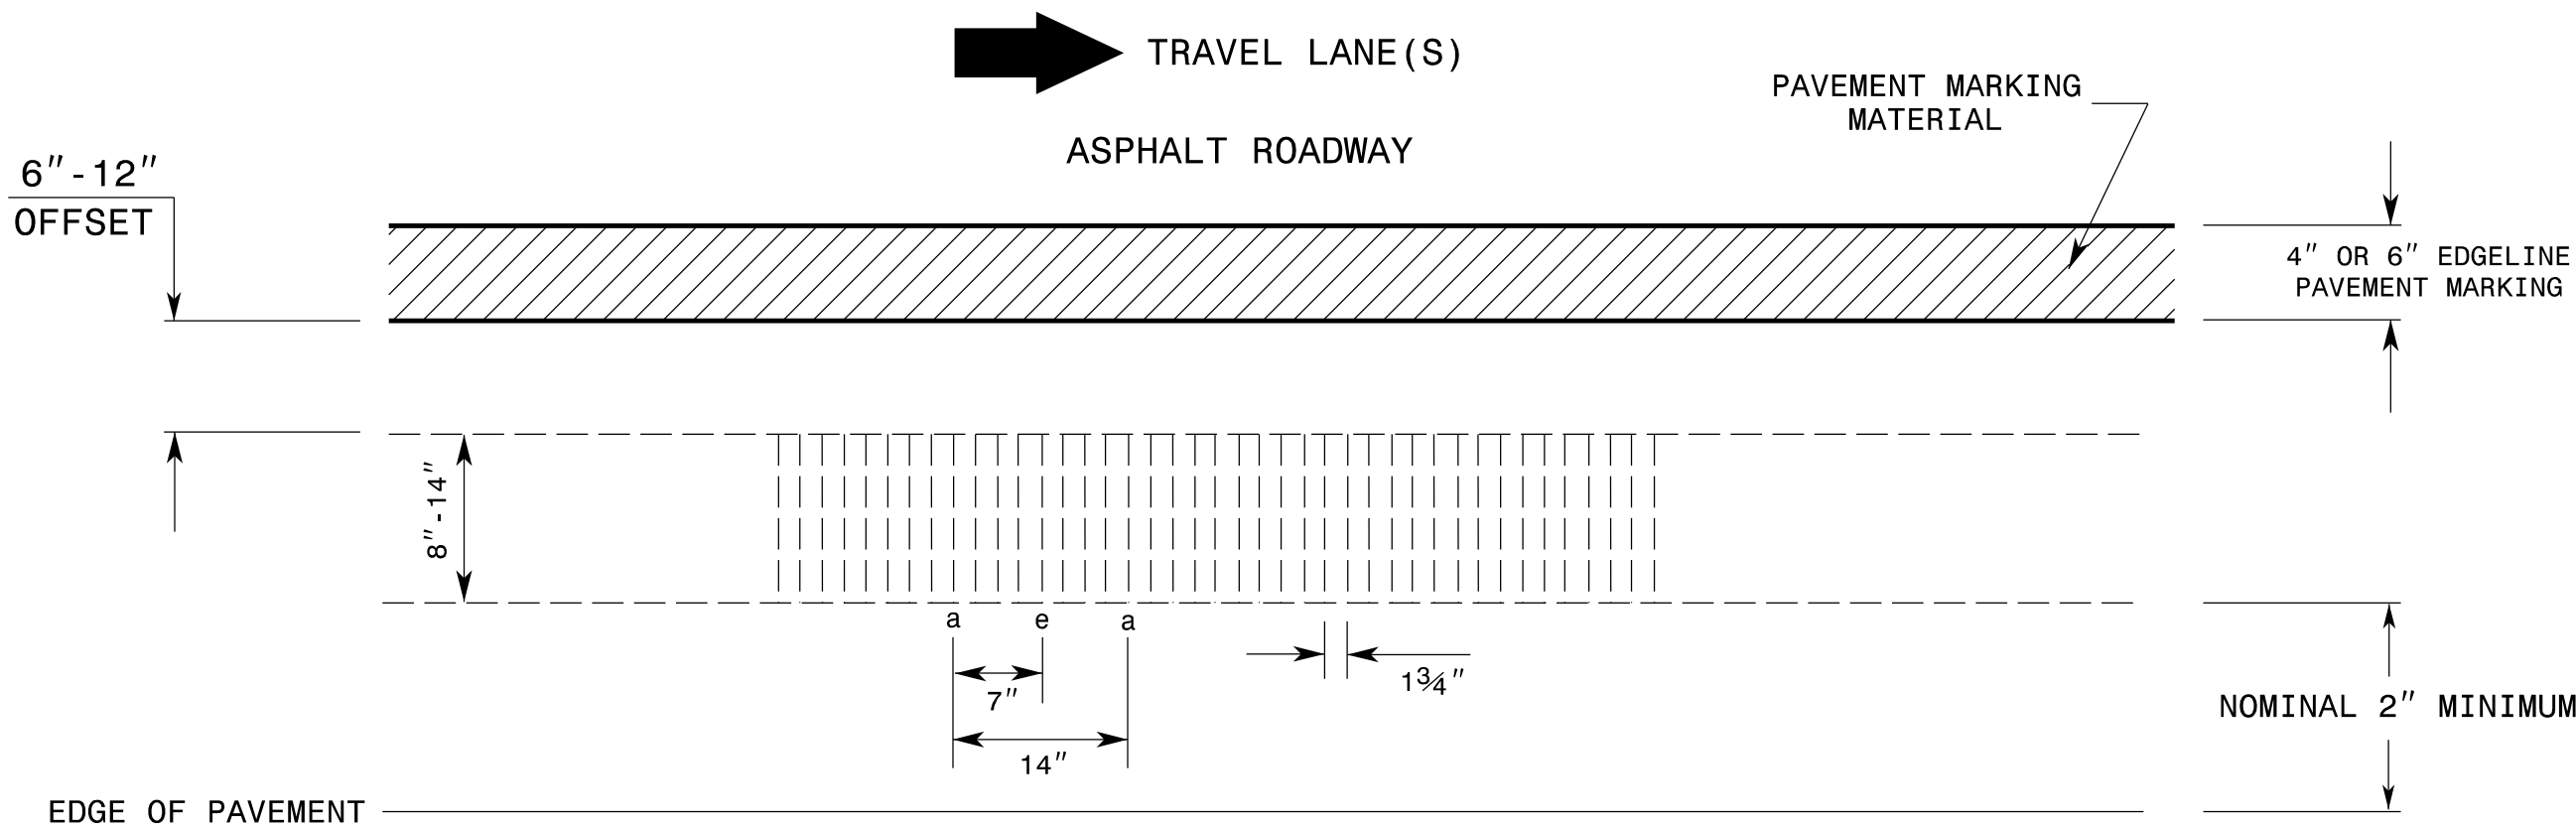 TRAVEL LANE(S)
PAVEMENT MARKING
MATERIAL
ASPHALT ROADWAY
6"-12"
OFFSET
4" OR 6" EDGELINE
PAVEMENT MARKING
8"-14"
a e a
7"
1¾"
14"
NOMINAL 2" MINIMUM
EDGE OF PAVEMENT